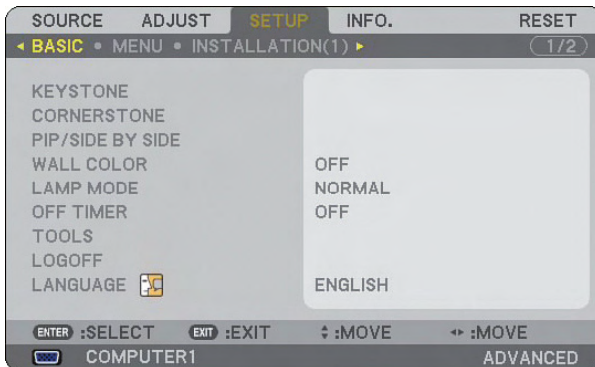 SOURCE ADJUST SETUP INFO. RESET
BASIC • MENU • INSTALLATION(1) 1/2
KEYSTONE
CORNERSTONE
PIP/SIDE BY SIDE
WALL COLOR OFF
LAMP MODE NORMAL
OFF TIMER OFF
TOOLS
LOGOFF
LANGUAGE ENGLISH
ENTER :SELECT EXIT :EXIT :MOVE :MOVE
COMPUTER1 ADVANCED